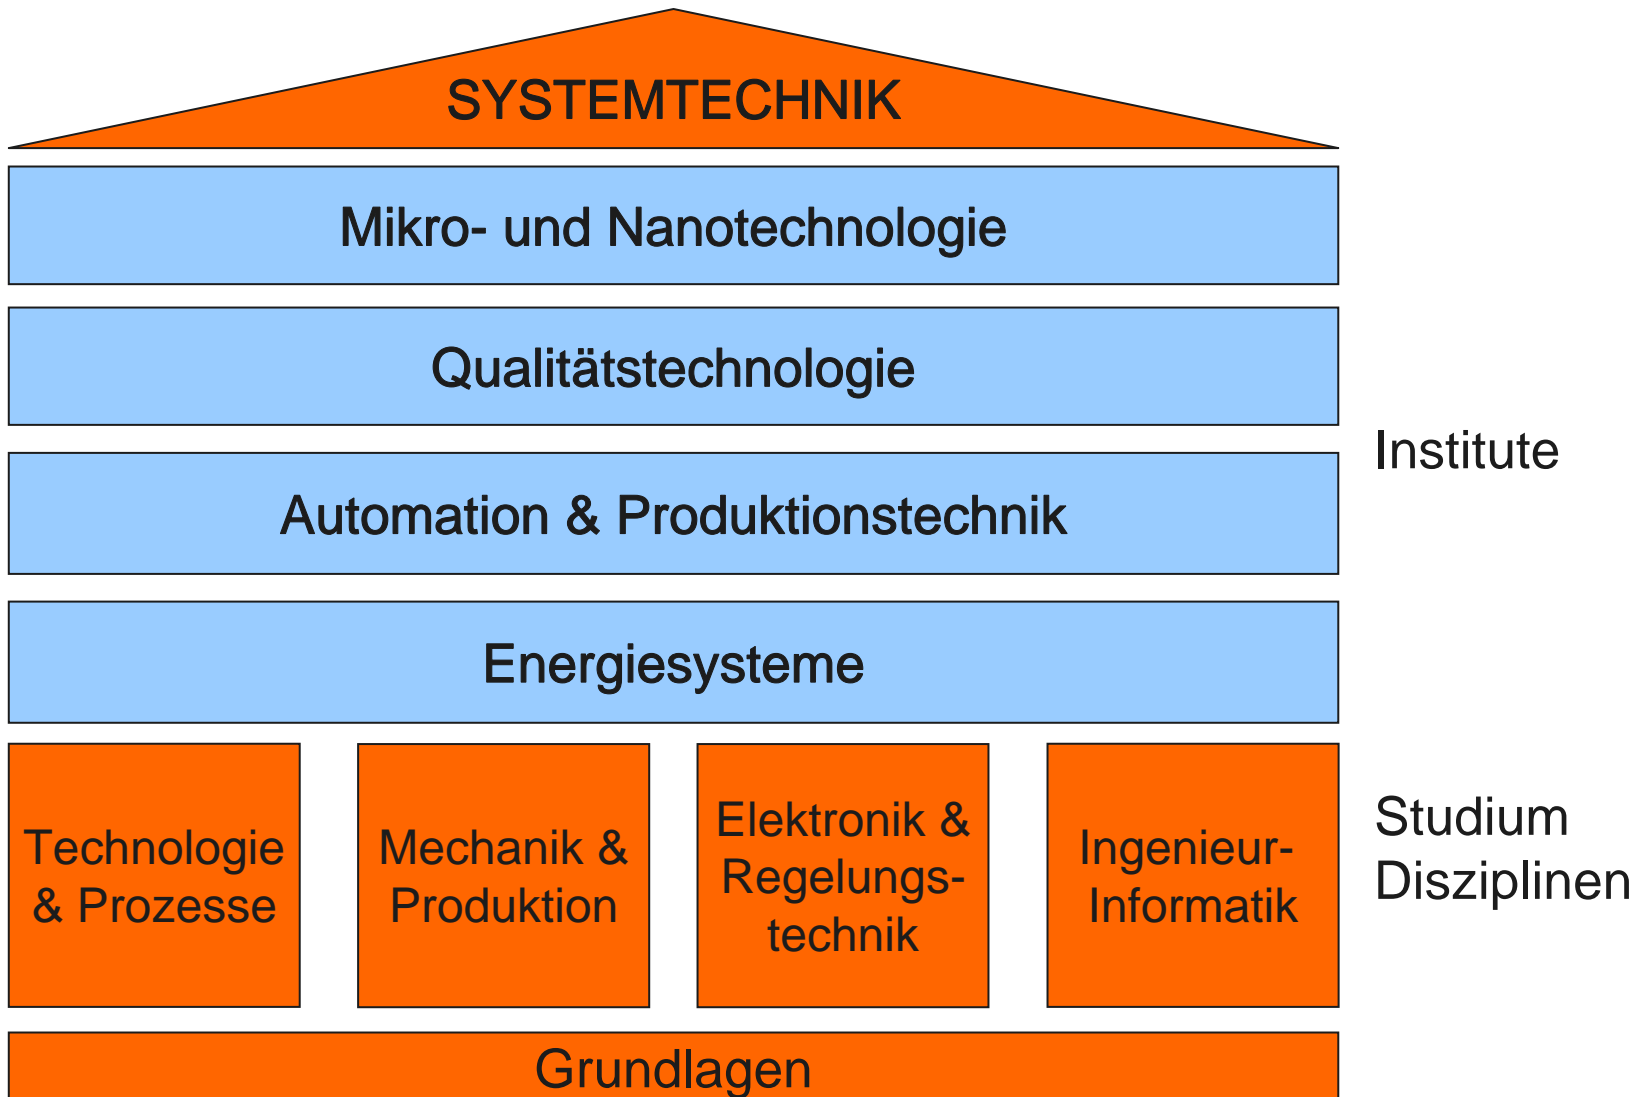 SYSTEMTECHNIK
Mikro- und Nanotechnologie
Qualitätstechnologie
Institute
Automation & Produktionstechnik
Energiesysteme
Technologie
& Prozesse
Mechanik &
Produktion
Elektronik &
Regelungs-
technik
Ingenieur-
Informatik
Studium
Disziplinen
Grundlagen